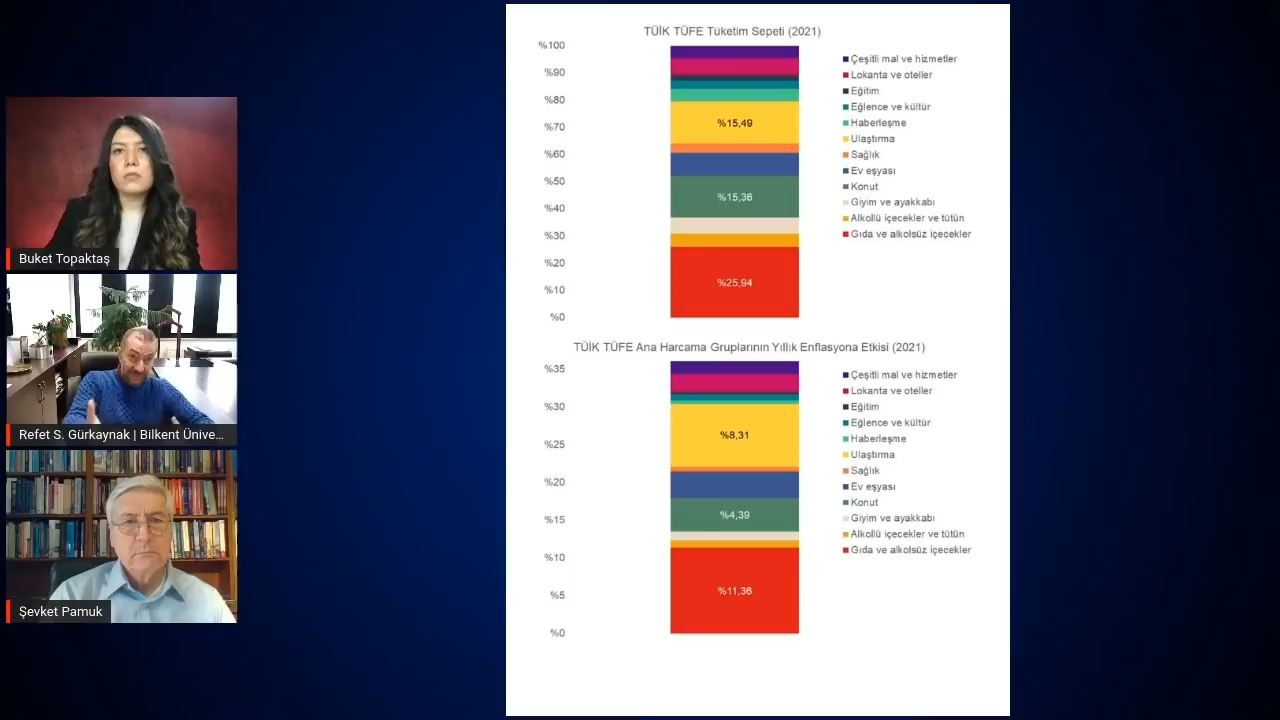 Buket Topaktaş
Refet S. Gürkaynak | Bilkent Ünive...
Şevket Pamuk
TÜİK TÜFE Tüketim Sepeti (2021)
%100
%90
%80
%70
%60
%50
%40
%30
%20
%10
%0
%15,49
%15,36
%25,94
Çeşitli mal ve hizmetler
Lokanta ve oteller
Eğitim
Eğlence ve kültür
Haberleşme
Ulaştırma
Sağlık
Ev eşyası
Konut
Giyim ve ayakkabı
Alkollü içecekler ve tütün
Gıda ve alkolsüz içecekler
TÜİK TÜFE Ana Harcama Gruplarının Yıllık Enflasyona Etkisi (2021)
%35
%30
%25
%20
%15
%10
%5
%0
%8,31
%4,39
%11,36
Çeşitli mal ve hizmetler
Lokanta ve oteller
Eğitim
Eğlence ve kültür
Haberleşme
Ulaştırma
Sağlık
Ev eşyası
Konut
Giyim ve ayakkabı
Alkollü içecekler ve tütün
Gıda ve alkolsüz içecekler